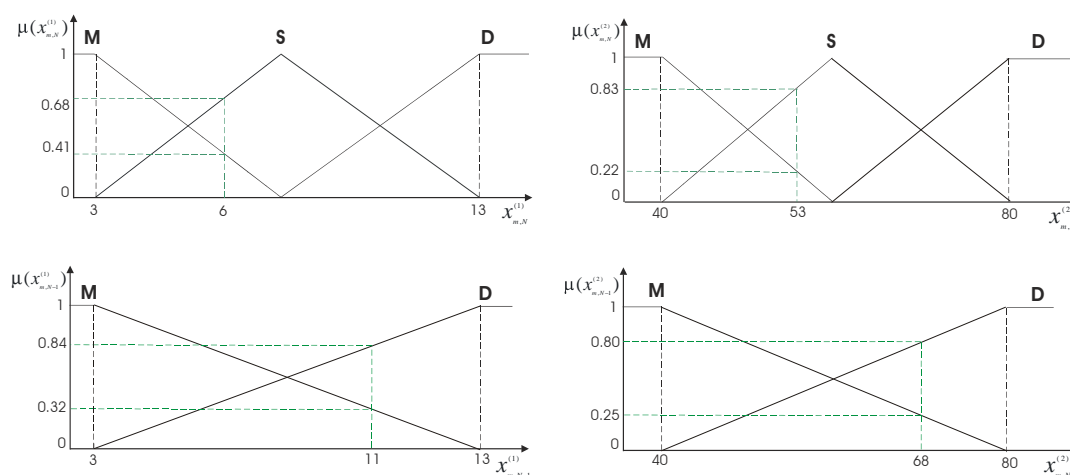 μ(x_{m,N}^{(1)})
M
S
D
1
0.68
0.41
0
3
6
13
x_{m,N}^{(1)}
μ(x_{m,N}^{(2)})
M
S
D
1
0.83
0.22
0
40
53
80
x_{m,}^{(2}
μ(x_{m,N-1}^{(1)})
M
D
1
0.84
0.32
0
3
11
13
x_{m,N-1}^{(1)}
μ(x_{m,N-1}^{(2)})
M
D
1
0.80
0.25
0
40
68
80
x_{m,N}^{(2)}